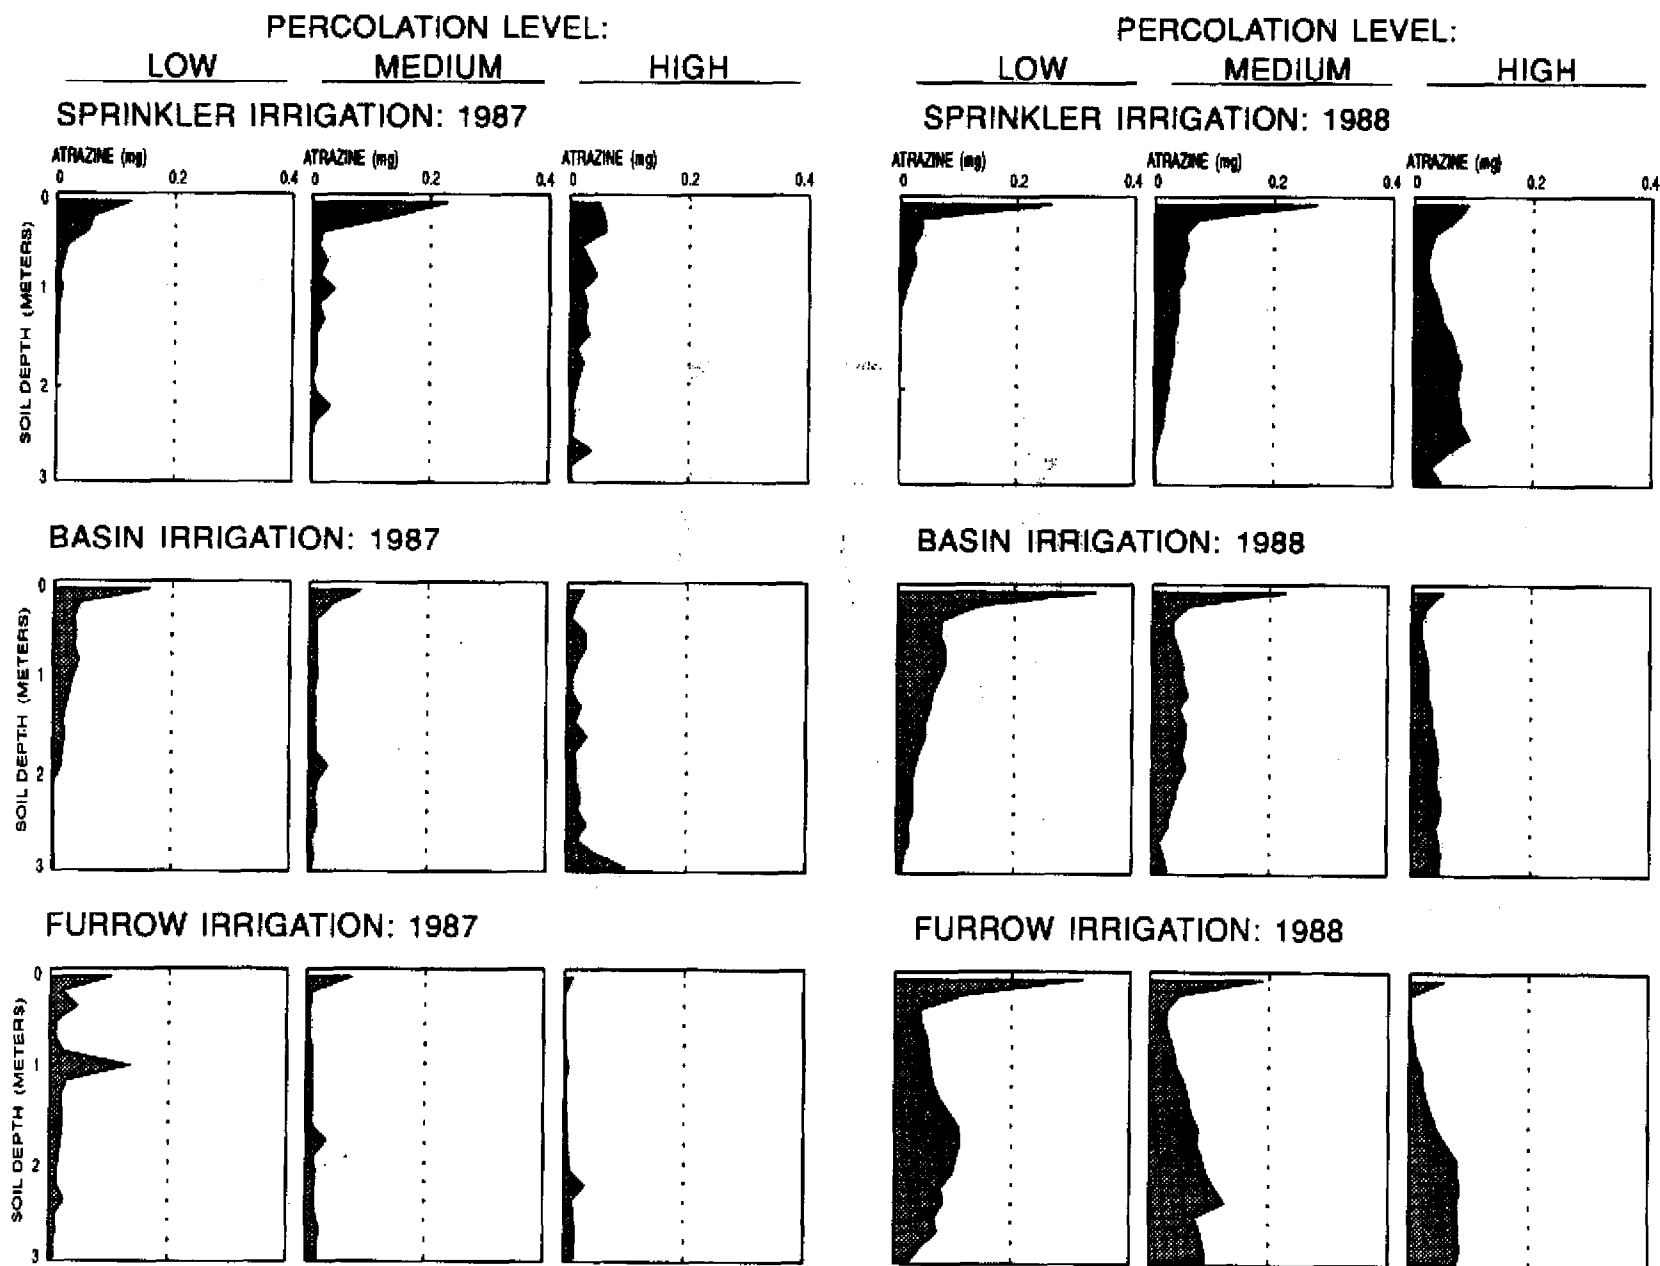 PERCOLATION LEVEL:
LOW MEDIUM HIGH
SPRINKLER IRRIGATION: 1987
ATRAZINE (mg) ATRAZINE (mg) ATRAZINE (mg)
0 0.2 0.4 0 0.2 0.4 0 0.2 0.4
SOIL DEPTH (METERS)
0
1
2
3
BASIN IRRIGATION: 1987
SOIL DEPTH (METERS)
0
1
2
3
FURROW IRRIGATION: 1987
SOIL DEPTH (METERS)
0
1
2
3
PERCOLATION LEVEL:
LOW MEDIUM HIGH
SPRINKLER IRRIGATION: 1988
ATRAZINE (mg) ATRAZINE (mg) ATRAZINE (mg)
0 0.2 0.4 0 0.2 0.4 0 0.2 0.4
BASIN IRRIGATION: 1988
FURROW IRRIGATION: 1988